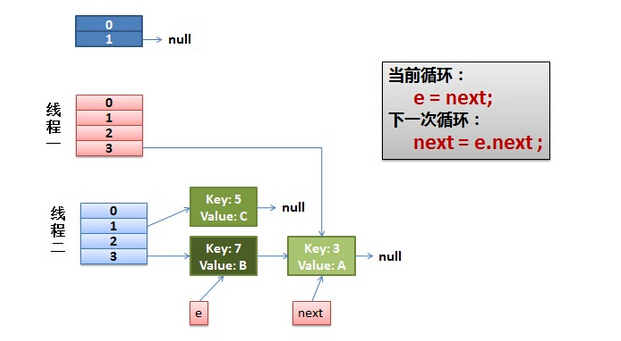 0
1
null
线程一
0
1
2
3
当前循环：
e = next;
下一次循环：
next = e.next ;
线程二
0
1
2
3
Key: 5
Value: C
null
Key: 7
Value: B
Key: 3
Value: A
null
e
next